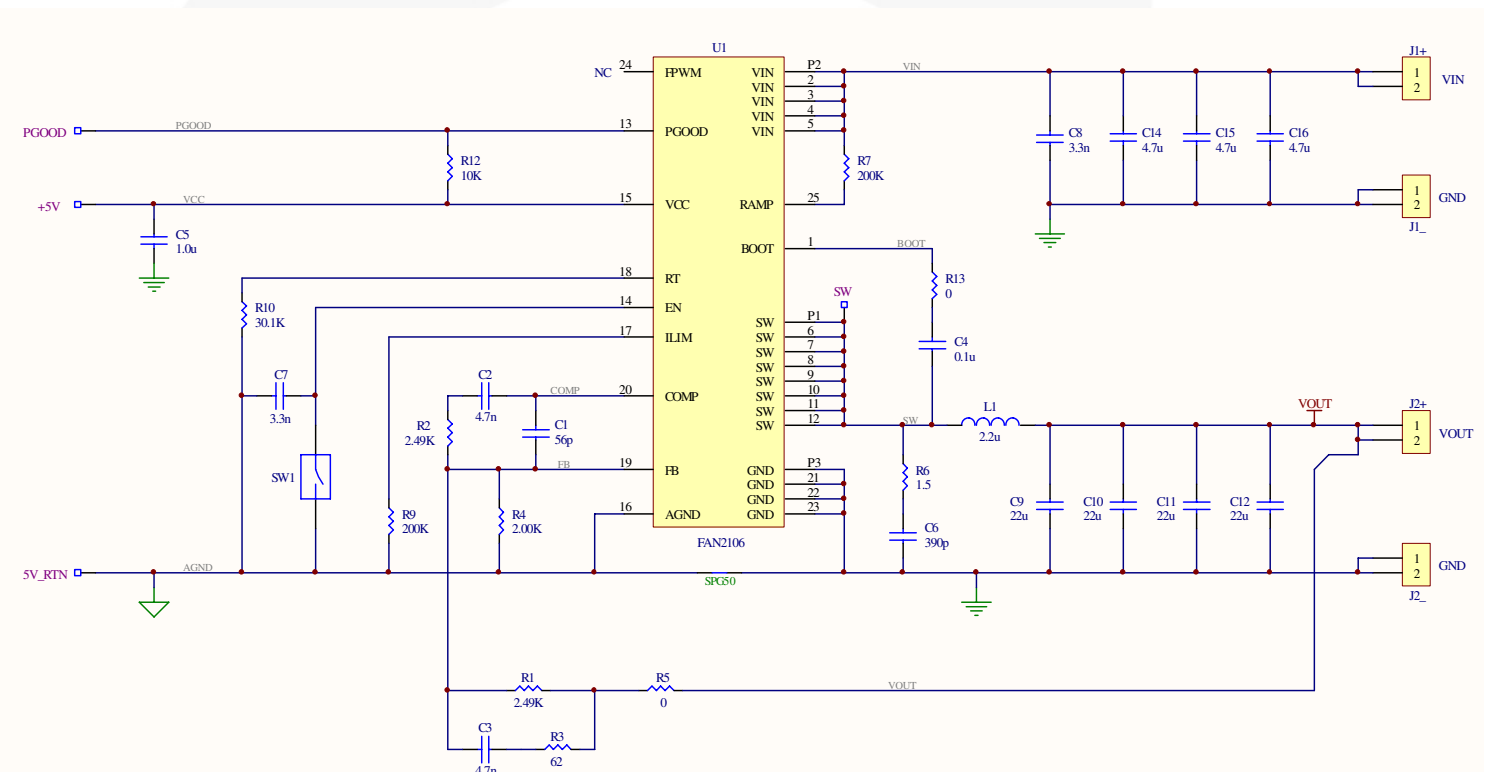 U1
J1+
NC
24
FPWM
VIN
P2
VIN
1
2
VIN
VIN
2
VIN
3
VIN
4
PGOOD
PGOOD
13
PGOOD
VIN
5
C8
3.3n
C14
4.7u
C15
4.7u
C16
4.7u
R12
10K
R7
200K
+5V
VCC
15
VCC
RAMP
25
1
2
GND
J1_
C5
1.0u
BOOT
1
BOOT
18
RT
R13
0
SW
R10
30.1K
14
EN
SW
P1
17
ILIM
SW
6
SW
7
C4
0.1u
SW
8
SW
9
C7
3.3n
C2
4.7n
COMP
20
COMP
SW
10
SW
11
SW
12
SW
L1
2.2u
VOUT
J2+
1
2
VOUT
R2
2.49K
C1
56p
FB
19
FB
GND
P3
GND
21
GND
22
GND
23
SW1
R6
1.5
R9
200K
R4
2.00K
16
AGND
C6
390p
C9
22u
C10
22u
C11
22u
C12
22u
FAN2106
5V_RTN
AGND
SPG50
1
2
GND
J2_
R1
2.49K
R5
0
VOUT
C3
4.7n
R3
62